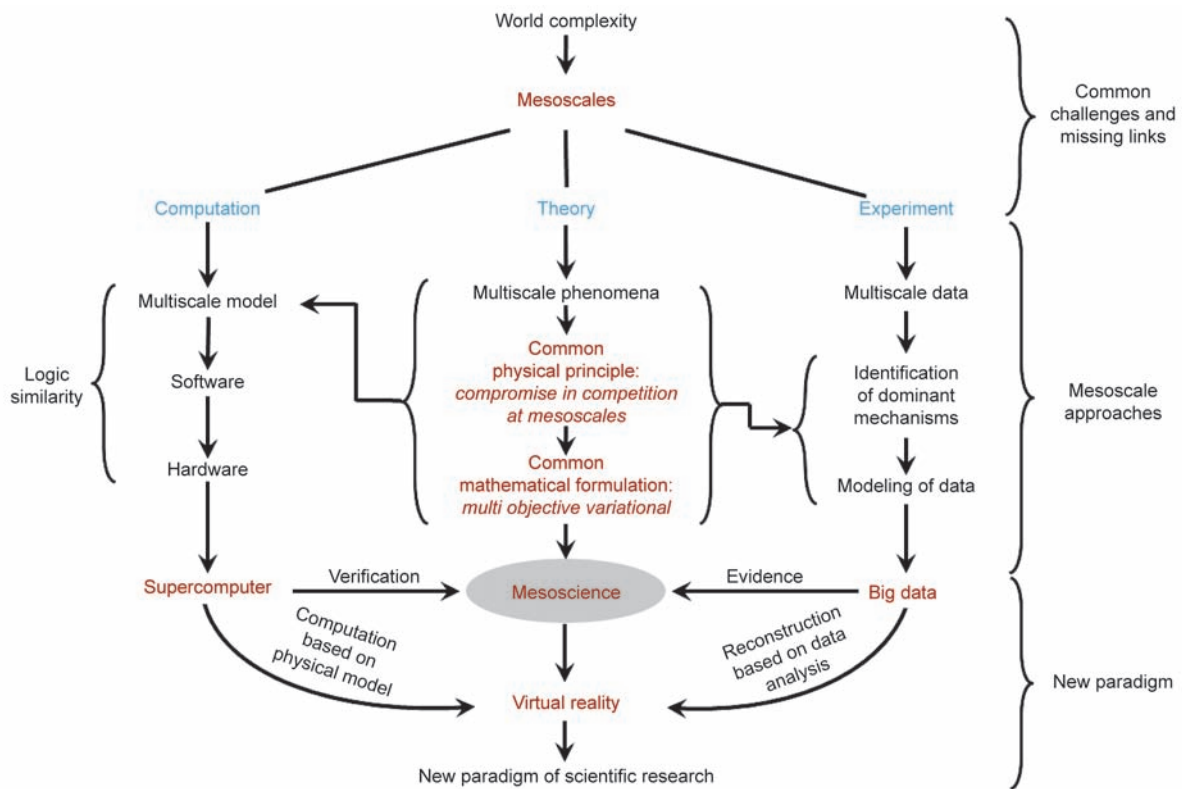 World complexity
Mesoscales
Common
challenges and
missing links
Computation
Theory
Experiment
Multiscale model
Software
Hardware
Logic
similarity
Multiscale phenomena
Common
physical principle:
compromise in competition
at mesoscales
Common
mathematical formulation:
multi objective variational
Multiscale data
Identification
of dominant
mechanisms
Modeling of data
Mesoscale
approaches
Supercomputer
Verification
Mesoscience
Evidence
Big data
Computation
based on
physical model
Reconstruction
based on data
analysis
Virtual reality
New paradigm
New paradigm of scientific research